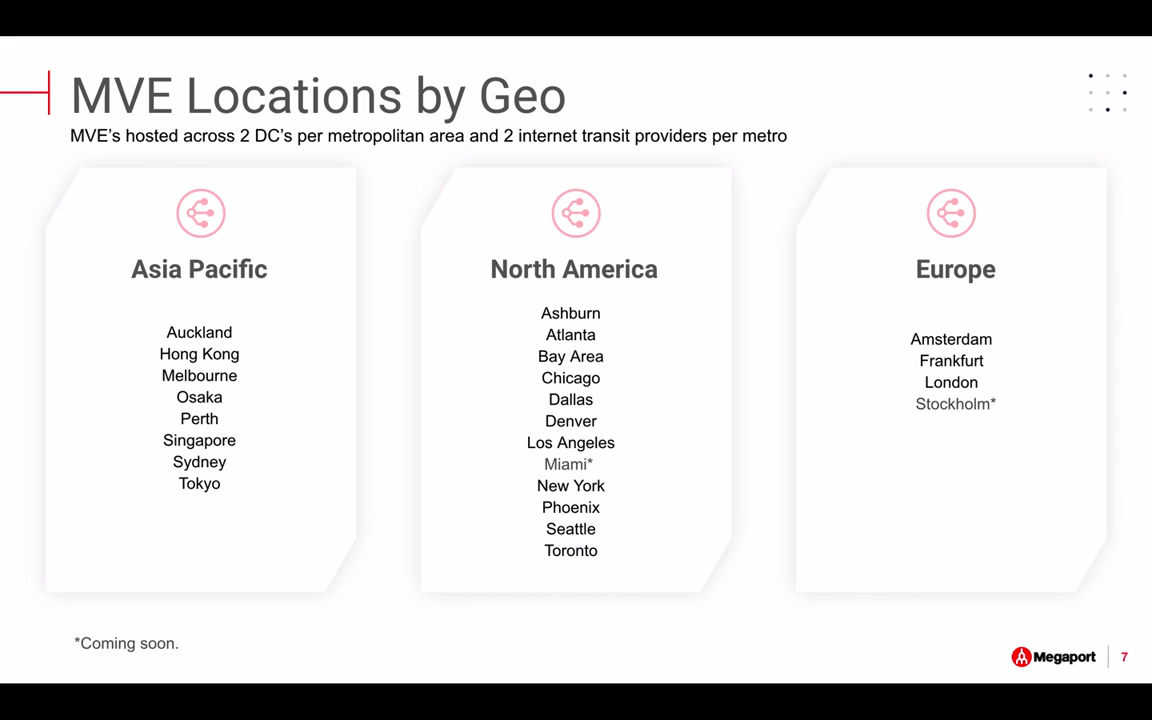 MVE Locations by Geo
MVE's hosted across 2 DC's per metropolitan area and 2 internet transit providers per metro
Asia Pacific
Auckland
Hong Kong
Melbourne
Osaka
Perth
Singapore
Sydney
Tokyo
North America
Ashburn
Atlanta
Bay Area
Chicago
Dallas
Denver
Los Angeles
Miami*
New York
Phoenix
Seattle
Toronto
Europe
Amsterdam
Frankfurt
London
Stockholm*
*Coming soon.
Megaport
7